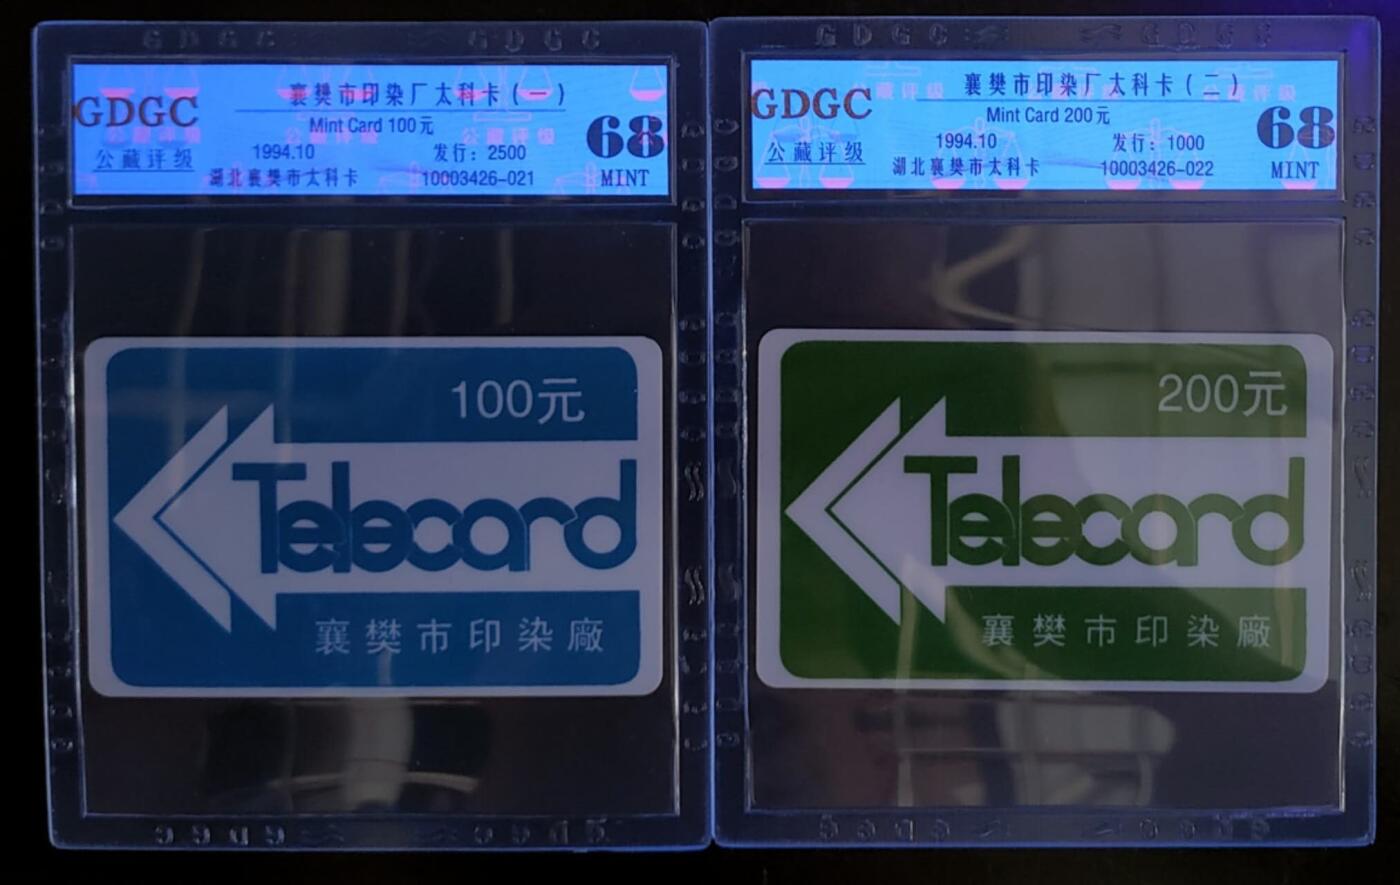 GDGC
公藏评级
襄樊市印染厂太科卡(一)
Mint Card 100元
1994.10 发行:2500
湖北襄樊市太科卡 10003426-021
68
MINT
100元
Telecard
襄樊市印染廠
GDGC
公藏评级
襄樊市印染厂太科卡(二)
Mint Card 200元
1994.10 发行:1000
湖北襄樊市太科卡 10003426-022
68
MINT
200元
Telecard
襄樊市印染廠